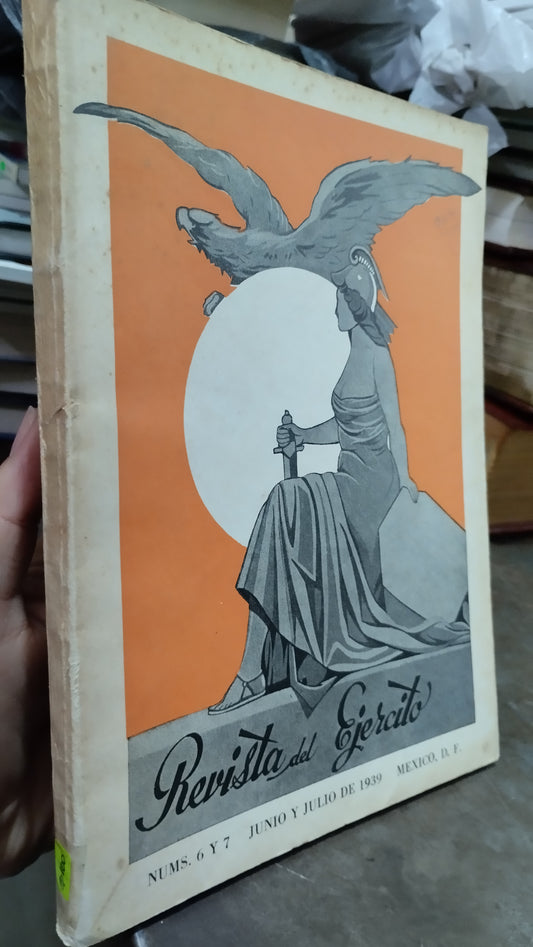 Revista del Ejercito
NUMS. 6 Y 7 JUNIO Y JULIO DE 1939 MEXICO, D. F.